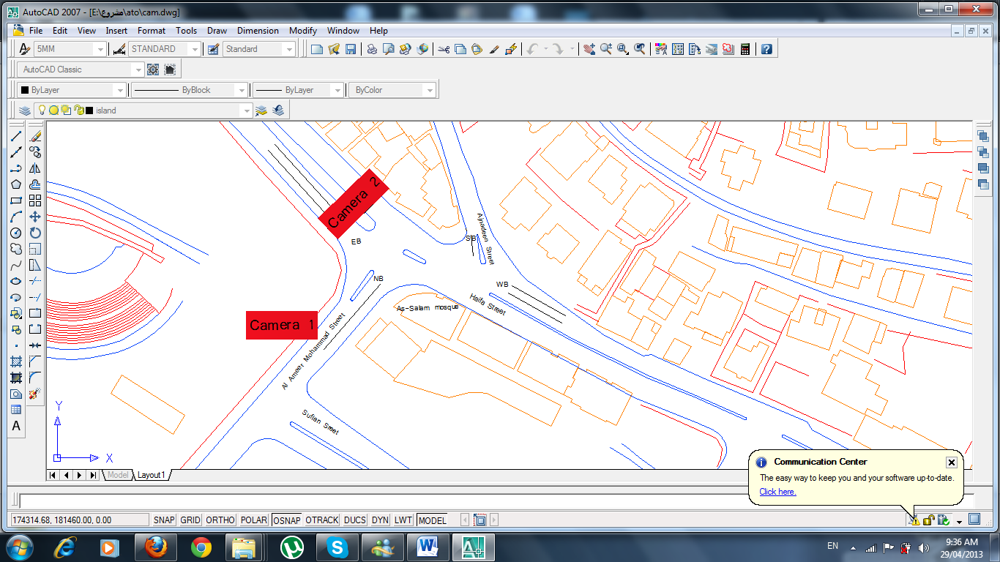 AutoCAD 2007 - [E:\مشروع\ato\cam.dwg]
File Edit View Insert Format Tools Draw Dimension Modify Window Help
5MM STANDARD Standard
AutoCAD Classic
ByLayer ByBlock ByLayer ByColor
island
Camera 2
EB
SB
Ajnadeen Street
NB
WB
Haifa Street
As-Salam mosque
Camera 1
Al Ameer Mohammad Street
Sufian Street
Y
X
Model Layout1
Communication Center
The easy way to keep you and your software up-to-date.
Click here.
174314.68, 181460.00, 0.00 SNAP GRID ORTHO POLAR OSNAP OTRACK DUCS DYN LWT MODEL
EN 9:36 AM
29/04/2013